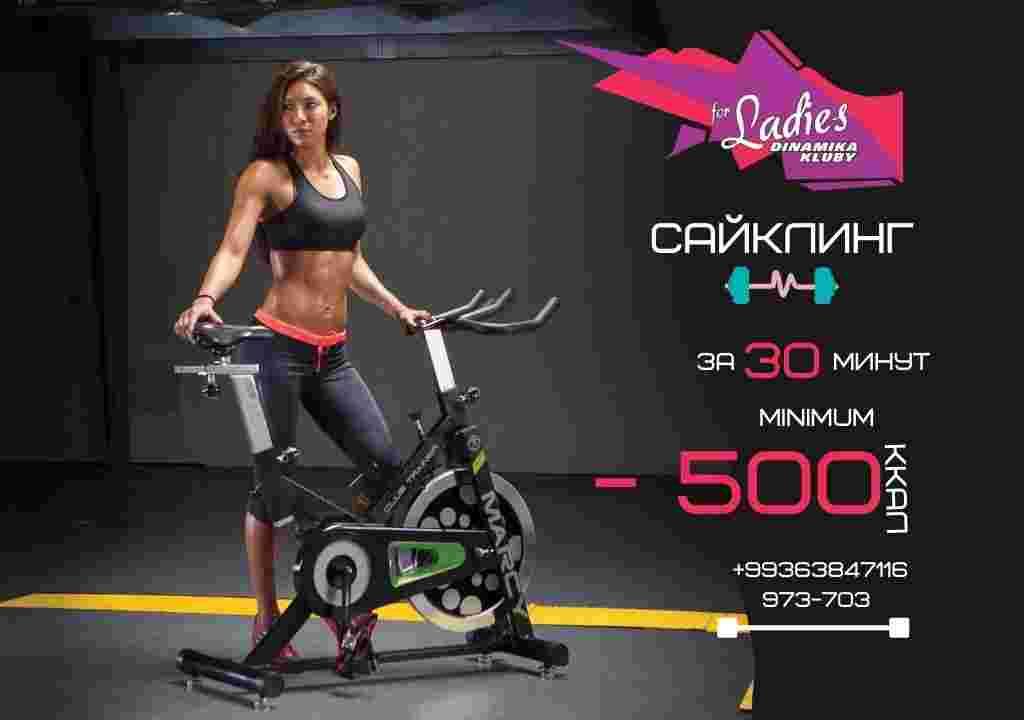 for Ladies
DINAMIKA
KLUBY
САЙКЛИНГ
ЗА 30 МИНУТ
MINIMUM
- 500 ККАЛ
+99363847116
973-703
CLUB TRAINER
MARCY